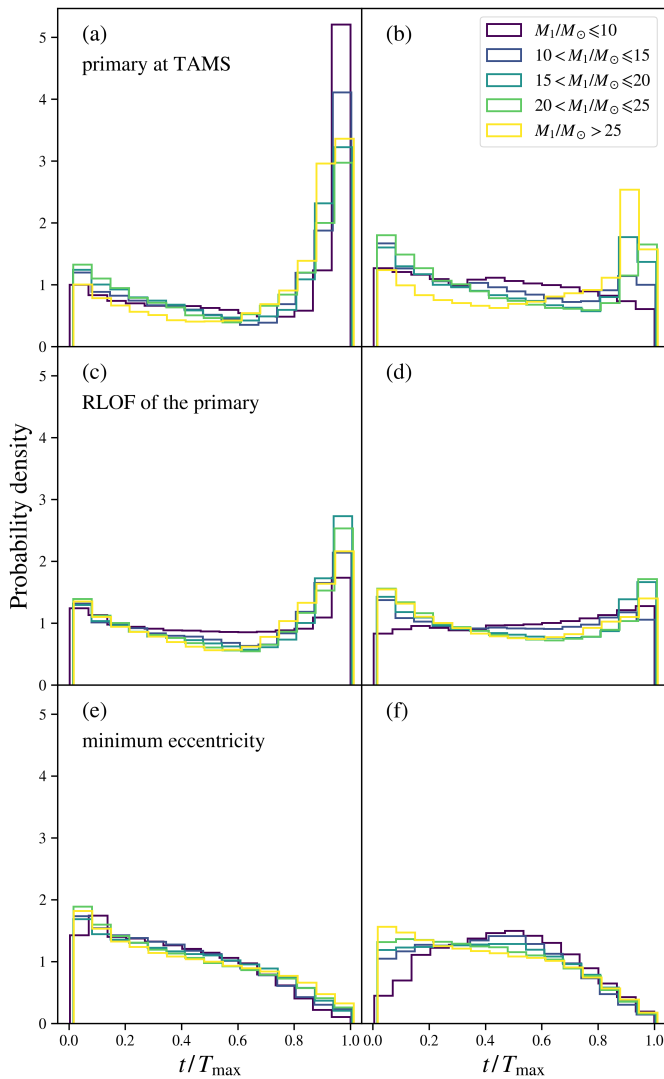 (a)
primary at TAMS
(b)
M₁/M⊙ ⩽ 10
10 < M₁/M⊙ ⩽ 15
15 < M₁/M⊙ ⩽ 20
20 < M₁/M⊙ ⩽ 25
M₁/M⊙ > 25
5
4
3
2
1
0
(c)
RLOF of the primary
(d)
5
4
3
2
1
0
Probability density
(e)
minimum eccentricity
(f)
5
4
3
2
1
0
0.0 0.2 0.4 0.6 0.8 1.0
0.0 0.2 0.4 0.6 0.8 1.0
t/Tmax
t/Tmax